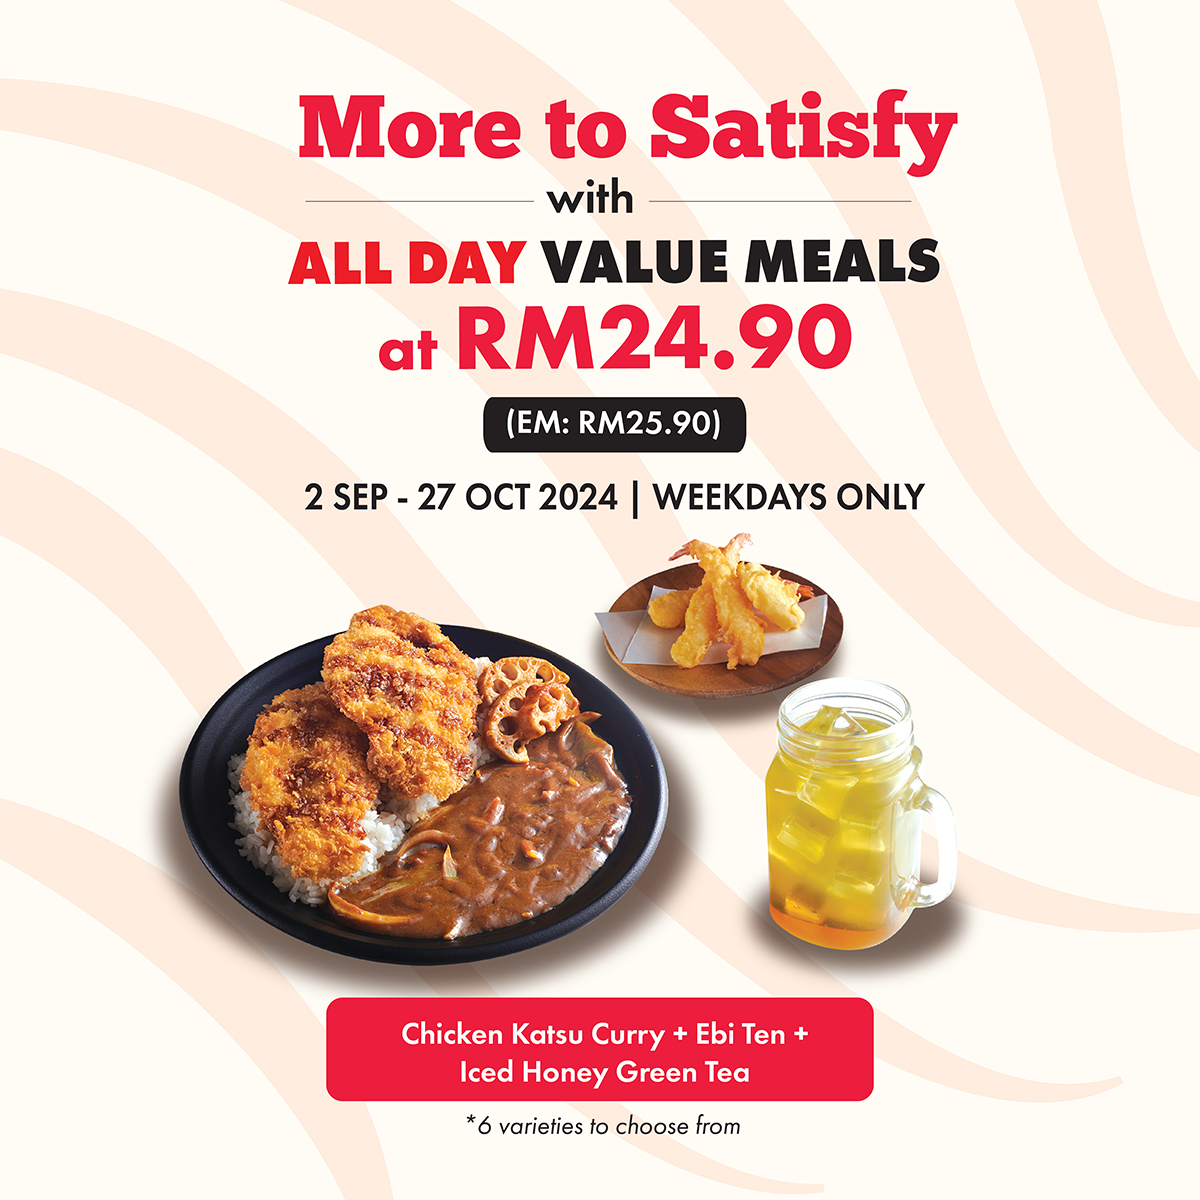 More to Satisfy
with
ALL DAY VALUE MEALS
at RM24.90
(EM: RM25.90)
2 SEP - 27 OCT 2024 | WEEKDAYS ONLY
Chicken Katsu Curry + Ebi Ten +
Iced Honey Green Tea
*6 varieties to choose from